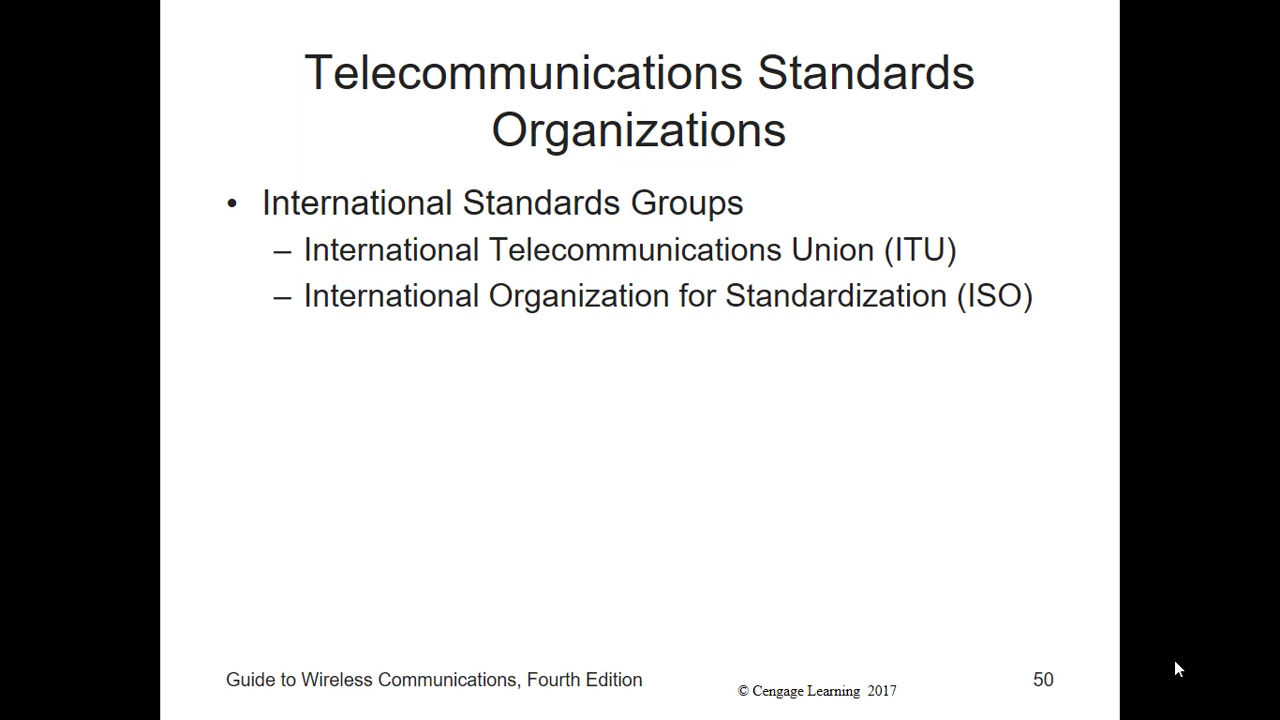 Telecommunications Standards
Organizations
• International Standards Groups
– International Telecommunications Union (ITU)
– International Organization for Standardization (ISO)
Guide to Wireless Communications, Fourth Edition
© Cengage Learning 2017
50